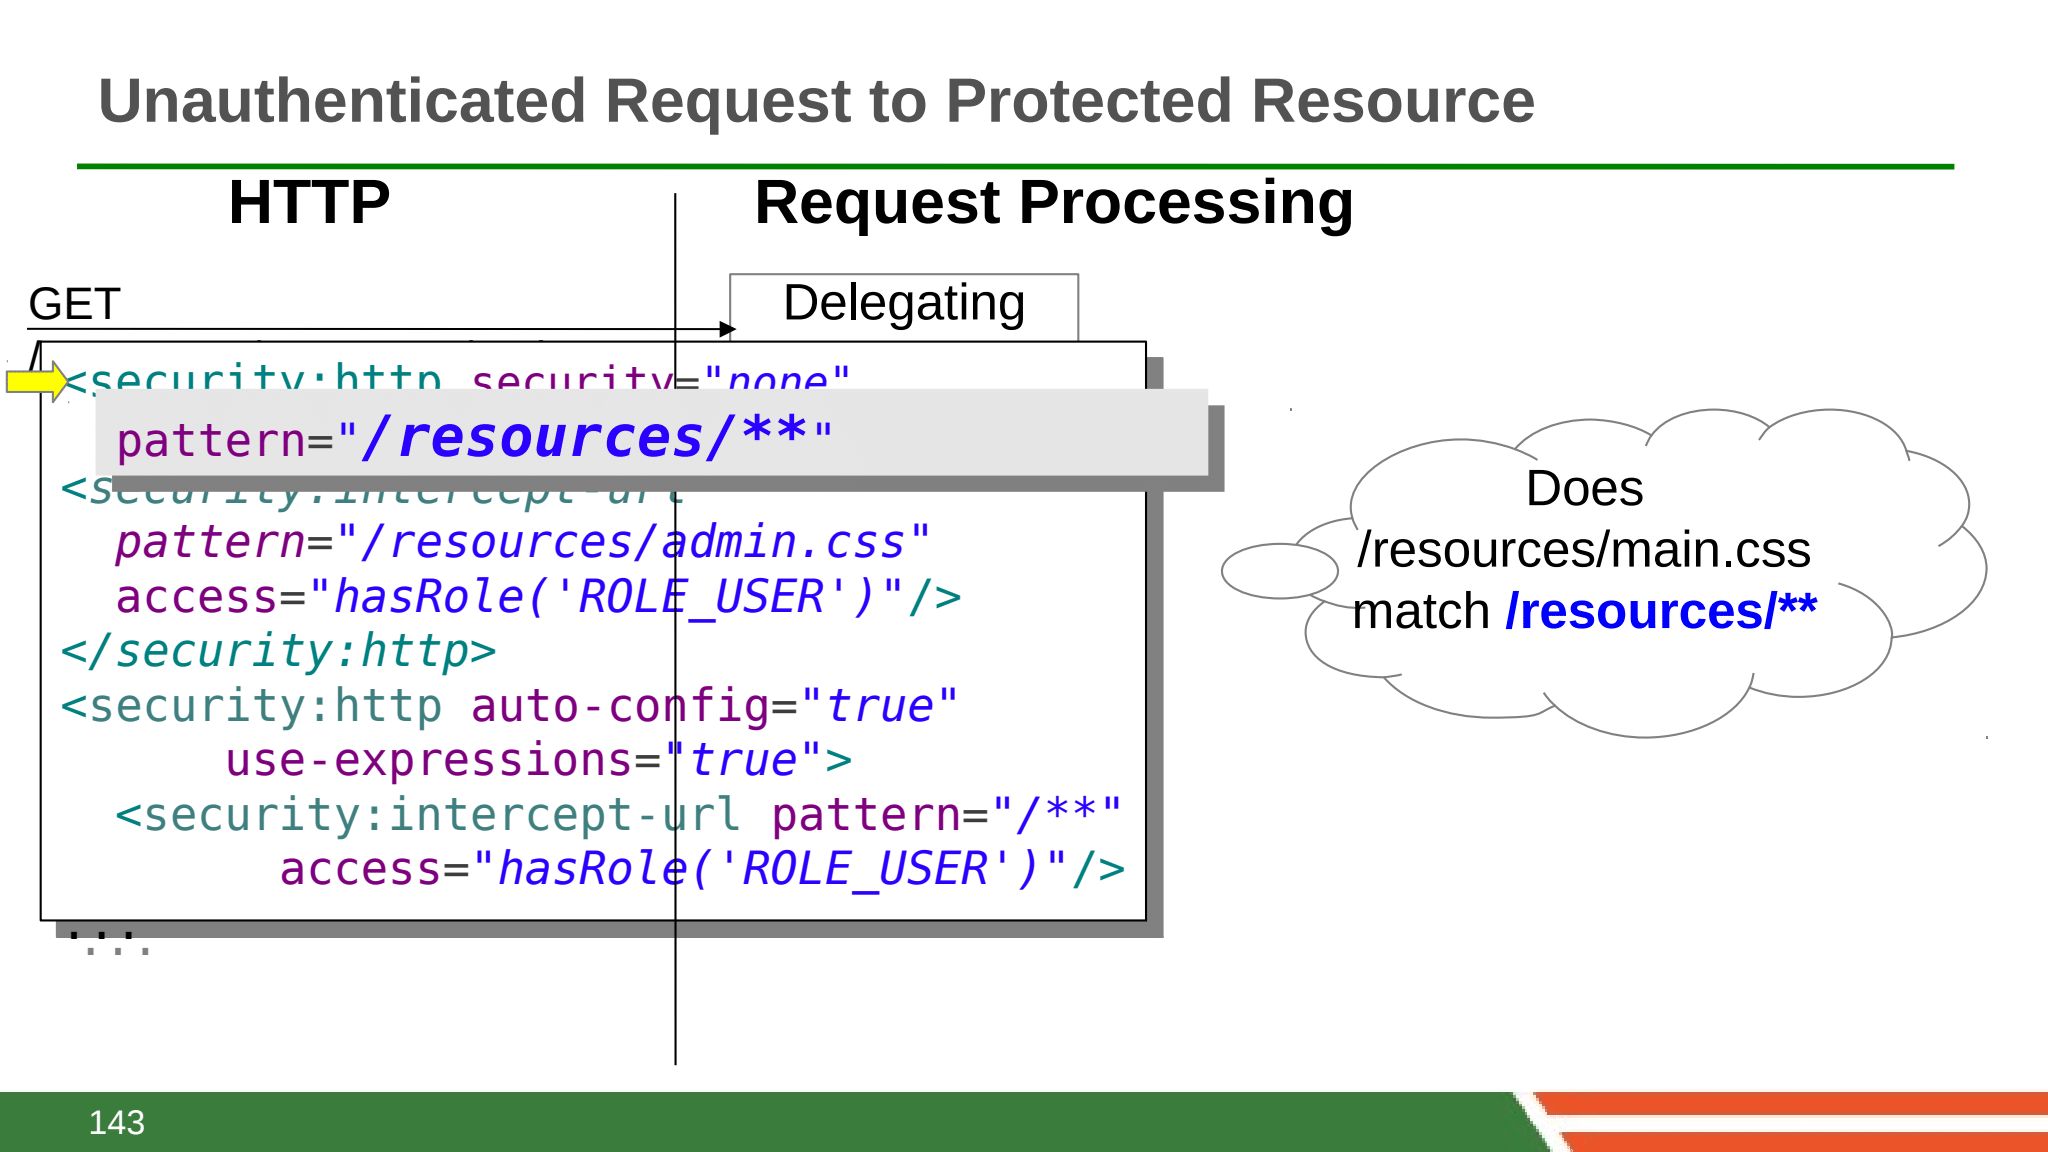 Unauthenticated Request to Protected Resource
HTTP
Request Processing
GET
Delegating
<security:http security="none"
pattern="/resources/**"
<security:intercept-url
pattern="/resources/admin.css"
access="hasRole('ROLE_USER')"/>
</security:http>
<security:http auto-config="true"
use-expressions="true">
<security:intercept-url pattern="/**"
access="hasRole('ROLE_USER')"/>
...
Does
/resources/main.css
match /resources/**
143